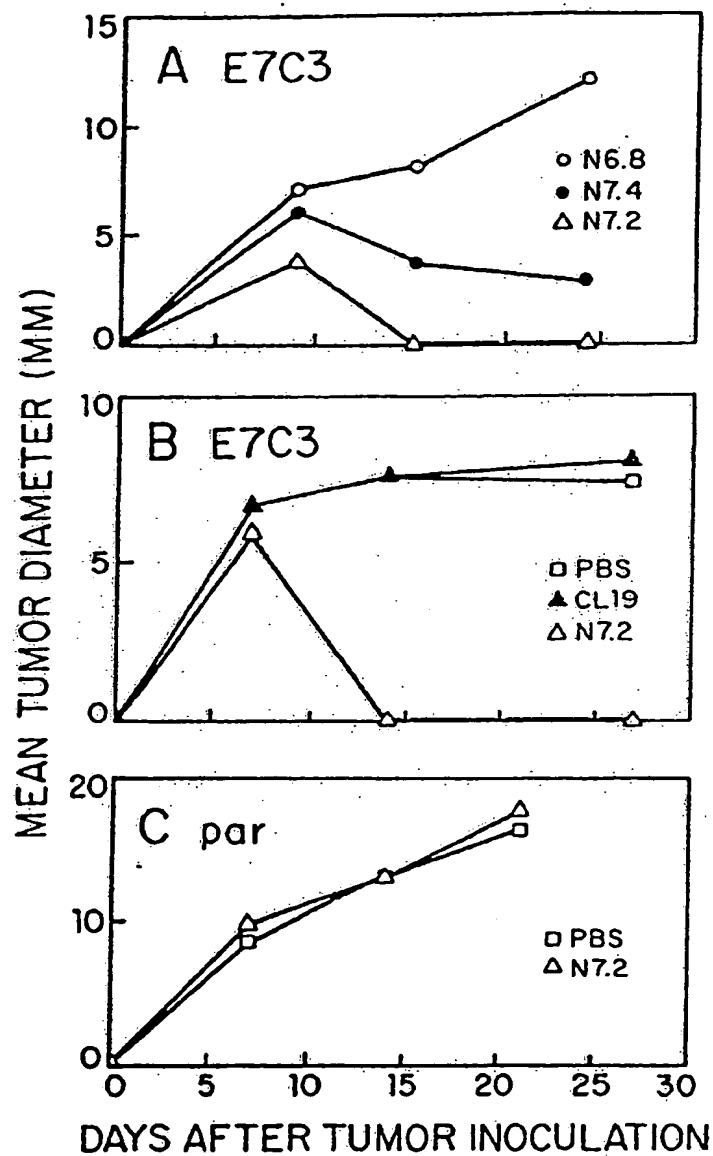 MEAN TUMOR DIAMETER (MM)
15
A E7C3
10
N6.8
N7.4
5
N7.2
0
10
B E7C3
5
PBS
CL19
N7.2
0
20
C par
10
PBS
N7.2
0
0 5 10 15 20 25 30
DAYS AFTER TUMOR INOCULATION